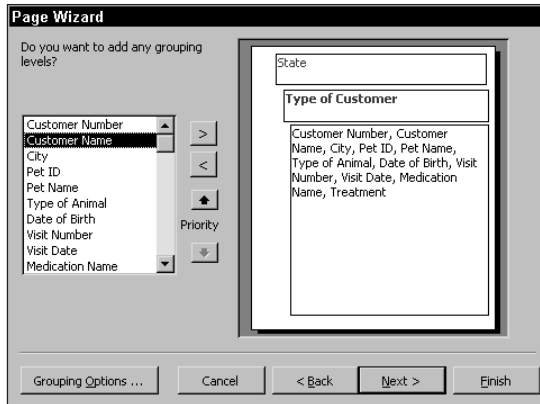 Page Wizard
Do you want to add any grouping
levels?
Customer Number
Customer Name
City
Pet ID
Pet Name
Type of Animal
Date of Birth
Visit Number
Visit Date
Medication Name
>
<
Priority
State
Type of Customer
Customer Number, Customer
Name, City, Pet ID, Pet Name,
Type of Animal, Date of Birth, Visit
Number, Visit Date, Medication
Name, Treatment
Grouping Options ...
Cancel
< Back
Next >
Finish